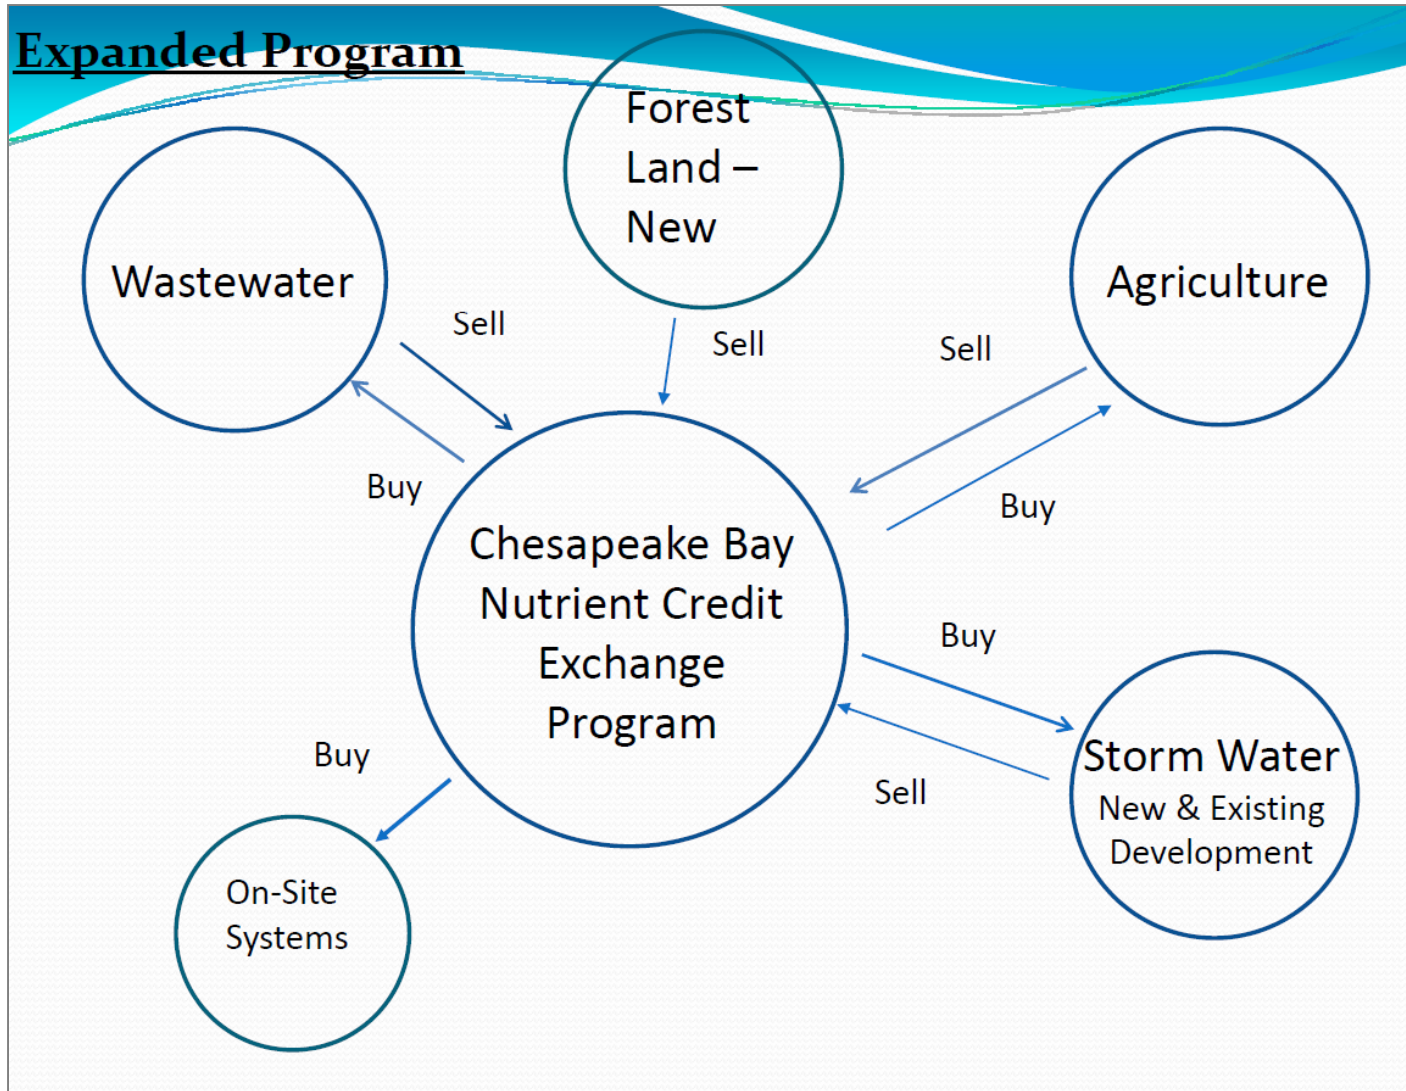 Expanded Program
Forest
Land –
New
Wastewater
Agriculture
Sell
Sell
Sell
Buy
Buy
Chesapeake Bay
Nutrient Credit
Exchange
Program
Buy
Storm Water
New & Existing
Development
Sell
Buy
On-Site
Systems